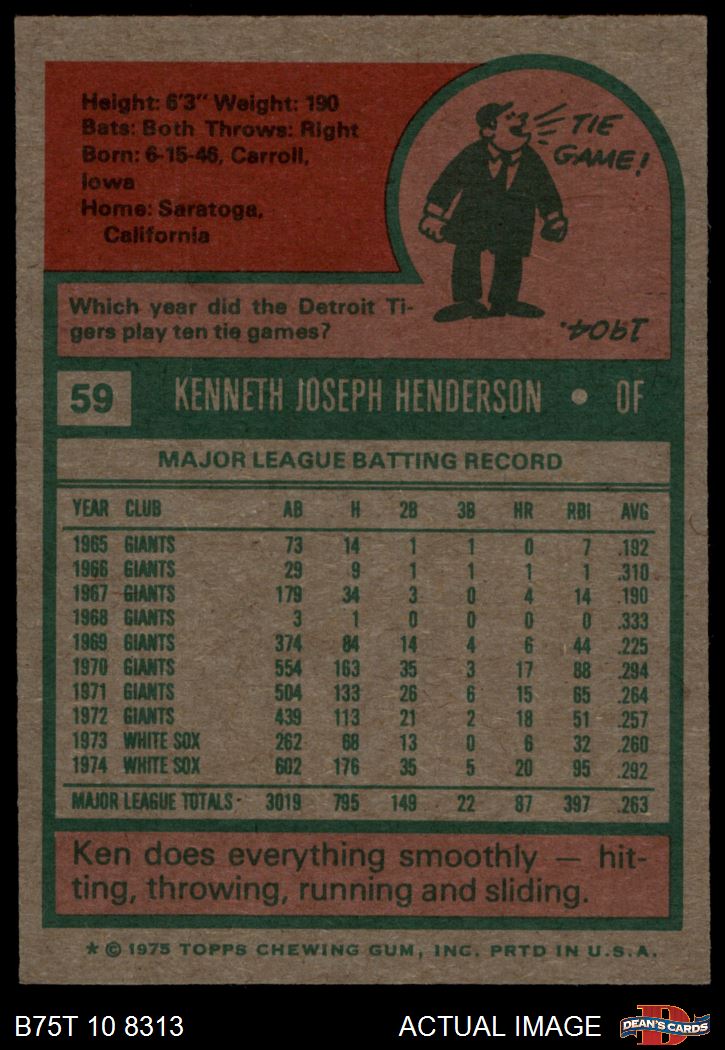 Height: 6'3" Weight: 190
Bats: Both Throws: Right
Born: 6-15-46, Carroll,
Iowa
Home: Saratoga,
California
TIE
GAME!
Which year did the Detroit Ti-
gers play ten tie games?
1904.
59 KENNETH JOSEPH HENDERSON • OF
MAJOR LEAGUE BATTING RECORD
YEAR CLUB AB H 2B 3B HR RBI AVG
1965 GIANTS 73 14 1 1 0 7 .192
1966 GIANTS 29 9 1 1 1 1 .310
1967 GIANTS 179 34 3 0 4 14 .190
1968 GIANTS 3 1 0 0 0 0 .333
1969 GIANTS 374 84 14 4 6 44 .225
1970 GIANTS 554 163 35 3 17 88 .294
1971 GIANTS 504 133 26 6 15 65 .264
1972 GIANTS 439 113 21 2 18 51 .257
1973 WHITE SOX 262 68 13 0 6 32 .260
1974 WHITE SOX 602 176 35 5 20 95 .292
MAJOR LEAGUE TOTALS 3019 795 149 22 87 397 .263
Ken does everything smoothly — hit-
ting, throwing, running and sliding.
* © 1975 TOPPS CHEWING GUM, INC. PRTD IN U.S.A.
B75T 10 8313 ACTUAL IMAGE D DEAN'S CARDS